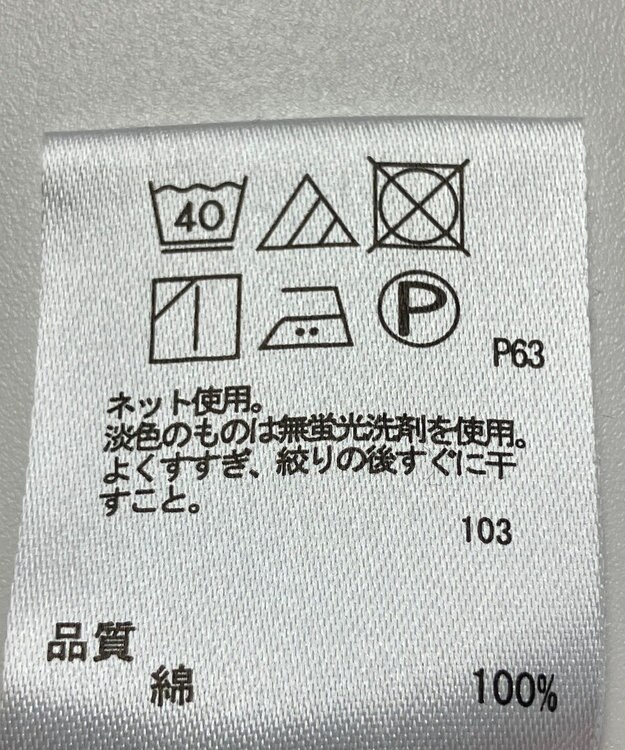 40
P
P63
ネット使用。
淡色のものは無蛍光洗剤を使用。
よくすすぎ、絞りの後すぐに干
すこと。
103
品質
綿 100%